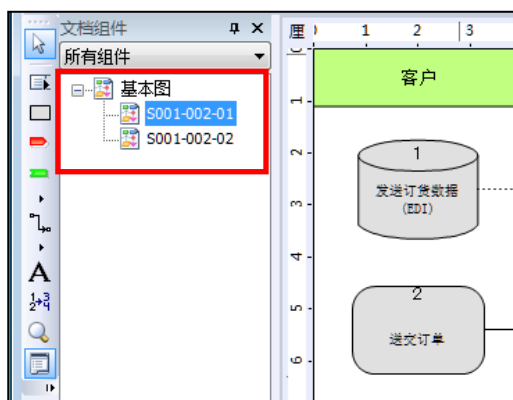 文档组件
所有组件
基本图
S001-002-01
S001-002-02
A
厘 1 2 3
0
1
2
3
4
5
6
客户
1
发送订货数据
(EDI)
2
送交订单